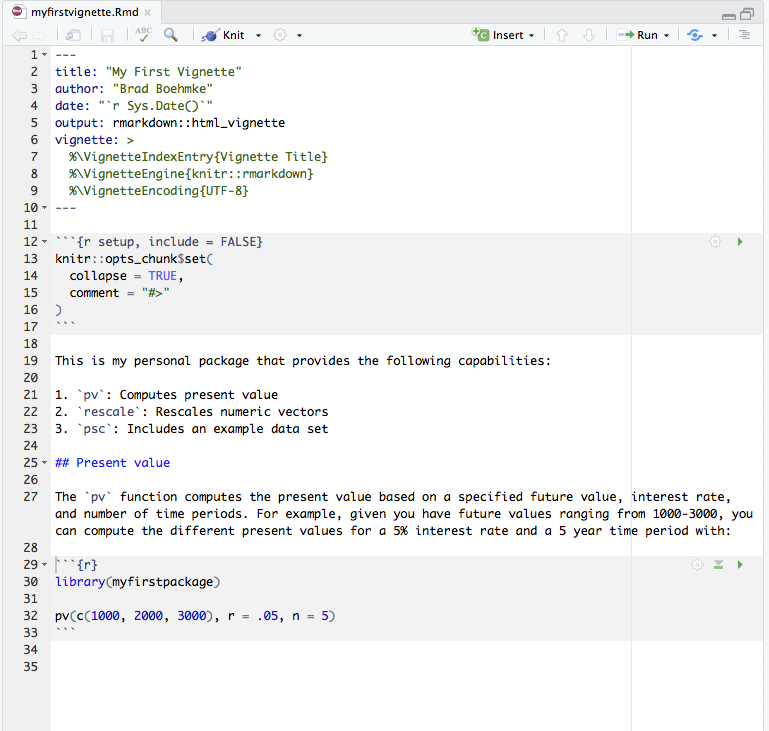 myfirstvignette.Rmd
ABC Knit Insert Run
1 ---
2 title: "My First Vignette"
3 author: "Brad Boehmke"
4 date: "`r Sys.Date()`"
5 output: rmarkdown::html_vignette
6 vignette: >
7   %\VignetteIndexEntry{Vignette Title}
8   %\VignetteEngine{knitr::rmarkdown}
9   %\VignetteEncoding{UTF-8}
10 ---
11
12 ```{r setup, include = FALSE}
13 knitr::opts_chunk$set(
14   collapse = TRUE,
15   comment = "#>"
16 )
17 ```
18
19 This is my personal package that provides the following capabilities:
20
21 1. `pv`: Computes present value
22 2. `rescale`: Rescales numeric vectors
23 3. `psc`: Includes an example data set
24
25 ## Present value
26
27 The `pv` function computes the present value based on a specified future value, interest rate,
and number of time periods. For example, given you have future values ranging from 1000-3000, you
can compute the different present values for a 5% interest rate and a 5 year time period with:
28
29 ```{r}
30 library(myfirstpackage)
31
32 pv(c(1000, 2000, 3000), r = .05, n = 5)
33 ```
34
35